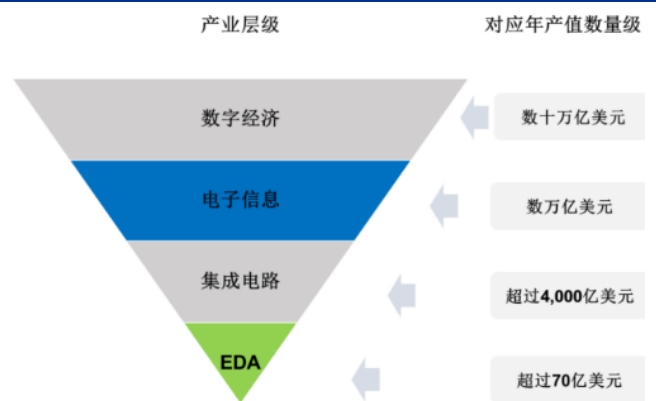 产业层级 对应年产值数量级
数字经济 数十万亿美元
电子信息 数万亿美元
集成电路 超过4,000亿美元
EDA 超过70亿美元